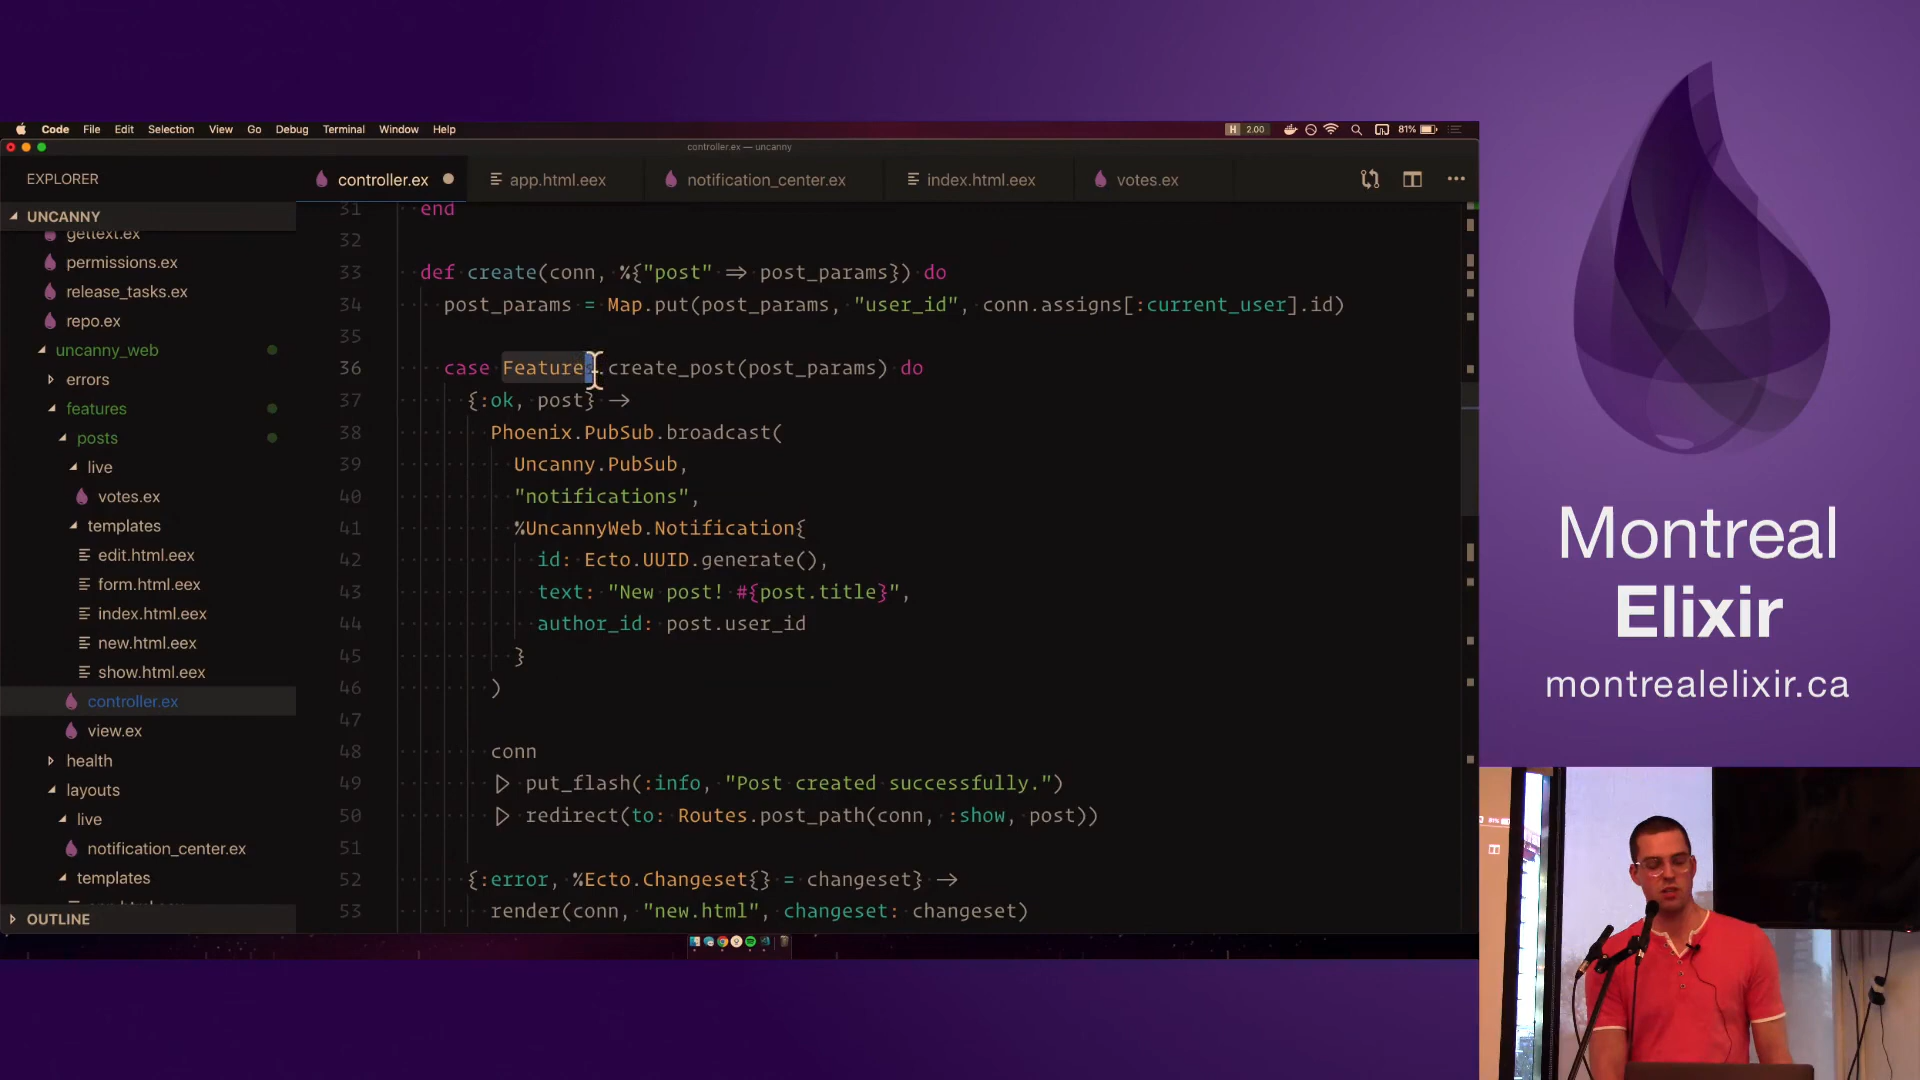 Code File Edit Selection View Go Debug Terminal Window Help
H 2.00 81%
controller.ex — uncanny
EXPLORER
controller.ex
app.html.eex
notification_center.ex
index.html.eex
votes.ex
UNCANNY
gettext.ex
permissions.ex
release_tasks.ex
repo.ex
uncanny_web
errors
features
posts
live
votes.ex
templates
edit.html.eex
form.html.eex
index.html.eex
new.html.eex
show.html.eex
controller.ex
view.ex
health
layouts
live
notification_center.ex
templates
OUTLINE
31 end
32
33 def create(conn, %{"post" => post_params}) do
34 post_params = Map.put(post_params, "user_id", conn.assigns[:current_user].id)
35
36 case Features.create_post(post_params) do
37 {:ok, post} ->
38 Phoenix.PubSub.broadcast(
39 Uncanny.PubSub,
40 "notifications",
41 %UncannyWeb.Notification{
42 id: Ecto.UUID.generate(),
43 text: "New post! #{post.title}",
44 author_id: post.user_id
45 }
46 )
47
48 conn
49 |> put_flash(:info, "Post created successfully.")
50 |> redirect(to: Routes.post_path(conn, :show, post))
51
52 {:error, %Ecto.Changeset{} = changeset} ->
53 render(conn, "new.html", changeset: changeset)
Montreal
Elixir
montrealelixir.ca